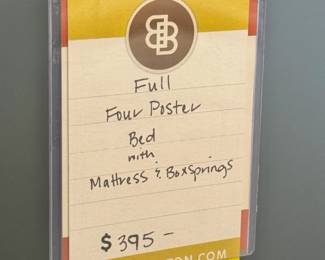 Full
Four Poster
Bed
with
Mattress & Boxsprings
$395-